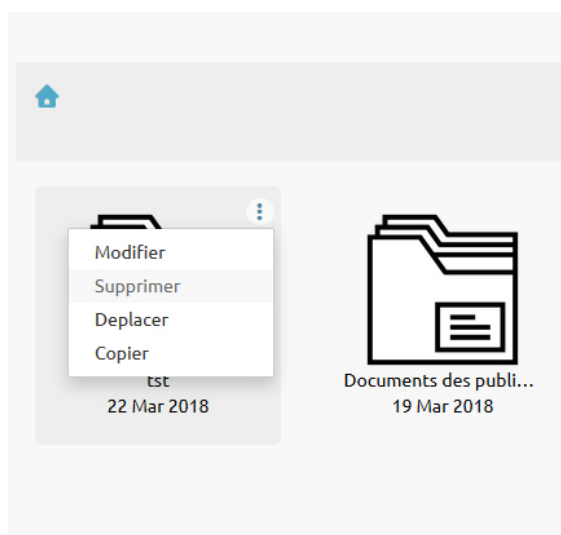 Modifier
Supprimer
Deplacer
Copier
tst
22 Mar 2018
Documents des publi...
19 Mar 2018